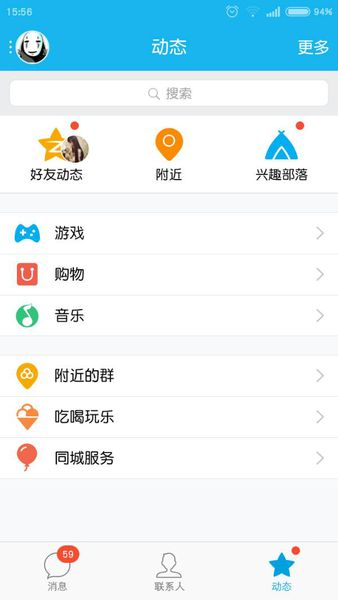 15:56
94%
动态
更多
搜索
好友动态
附近
兴趣部落
游戏
购物
音乐
附近的群
吃喝玩乐
同城服务
59
消息
联系人
动态